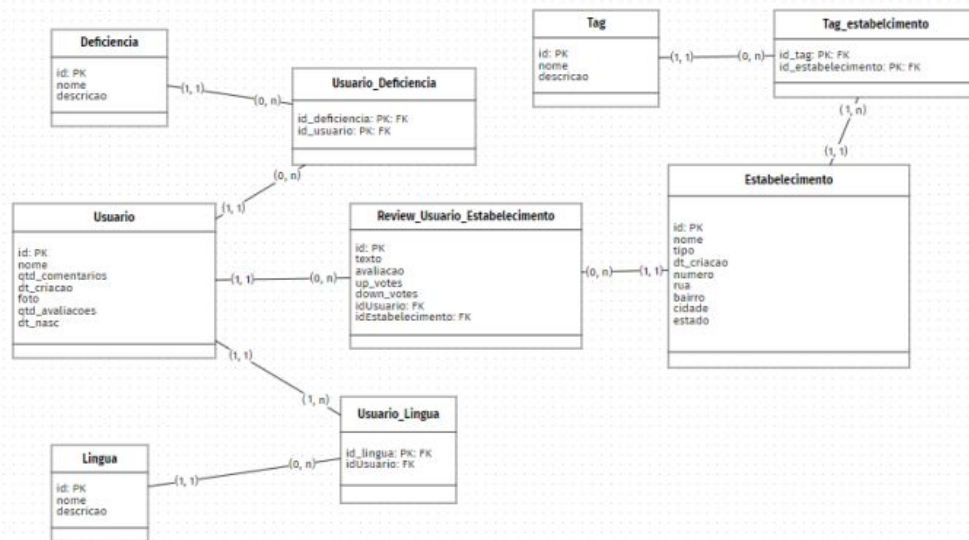 Deficiencia
id: PK
nome
descricao
(1, 1)
(0, n)
Usuario_Deficiencia
id_deficiencia: PK: FK
id_usuario: PK: FK
(0, n)
(1, 1)
Tag
id: PK
nome
descricao
(1, 1)
(0, n)
Tag_estabelcimento
id_tag: PK: FK
id_estabelecimento: PK: FK
(1, n)
(1, 1)
Estabelecimento
id: PK
nome
tipo
dt_criacao
numero
rua
bairro
cidade
estado
Usuario
id: PK
nome
qtd_comentarios
dt_criacao
foto
qtd_avaliacoes
dt_nasc
(1, 1)
(0, n)
Review_Usuario_Estabelecimento
id: PK
texto
avaliacao
up_votes
down_votes
idUsuario: FK
idEstabelecimento: FK
(0, n)
(1, 1)
(1, 1)
(1, n)
Usuario_Lingua
id_lingua: PK: FK
idUsuario: FK
Lingua
id: PK
nome
descricao
(1, 1)
(0, n)